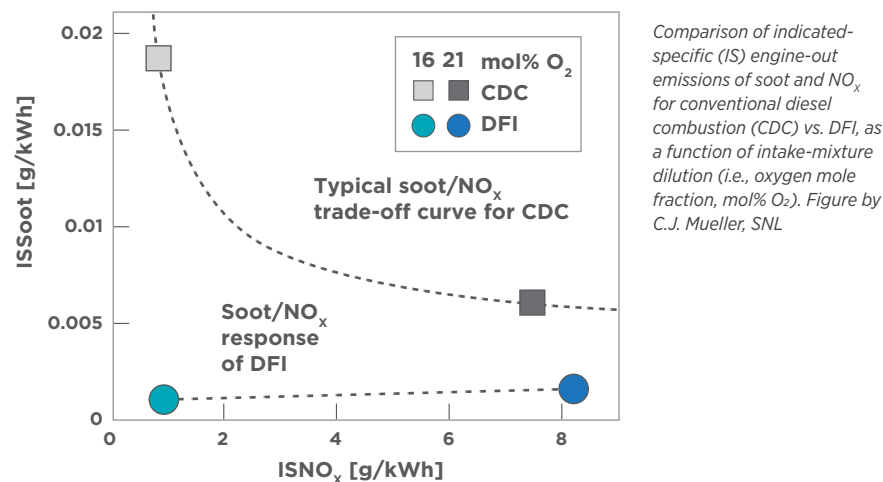 0.02
0.015
0.01
0.005
0
ISSoot [g/kWh]
16 21 mol% O₂
CDC
DFI
Typical soot/NOₓ
trade-off curve for CDC
Soot/NOₓ
response
of DFI
0 2 4 6 8
ISNOₓ [g/kWh]
Comparison of indicated-
specific (IS) engine-out
emissions of soot and NOₓ
for conventional diesel
combustion (CDC) vs. DFI, as
a function of intake-mixture
dilution (i.e., oxygen mole
fraction, mol% O₂). Figure by
C.J. Mueller, SNL